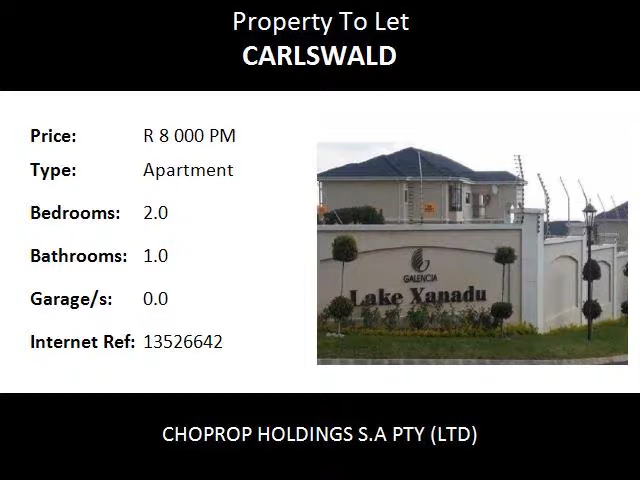 Property To Let
CARLSWALD
Price: R 8 000 PM
Type: Apartment
Bedrooms: 2.0
Bathrooms: 1.0
Garage/s: 0.0
Internet Ref: 13526642
GALENCIA
Lake Xanadu
CHOPROP HOLDINGS S.A PTY (LTD)